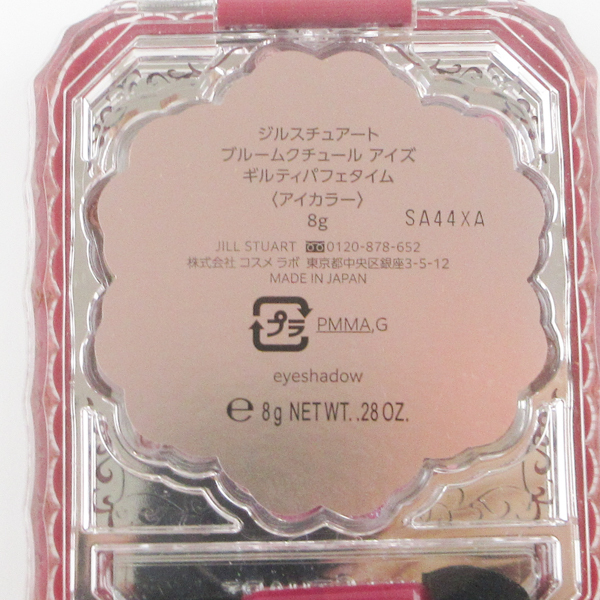 ジルスチュアート
ブルームクチュール アイズ
ギルティパフェタイム
〈アイカラー〉
8g SA44XA
JILL STUART 0120-878-652
株式会社 コスメ ラボ 東京都中央区銀座3-5-12
MADE IN JAPAN
プラ PMMA,G
eyeshadow
℮ 8g NET WT. .28 OZ.